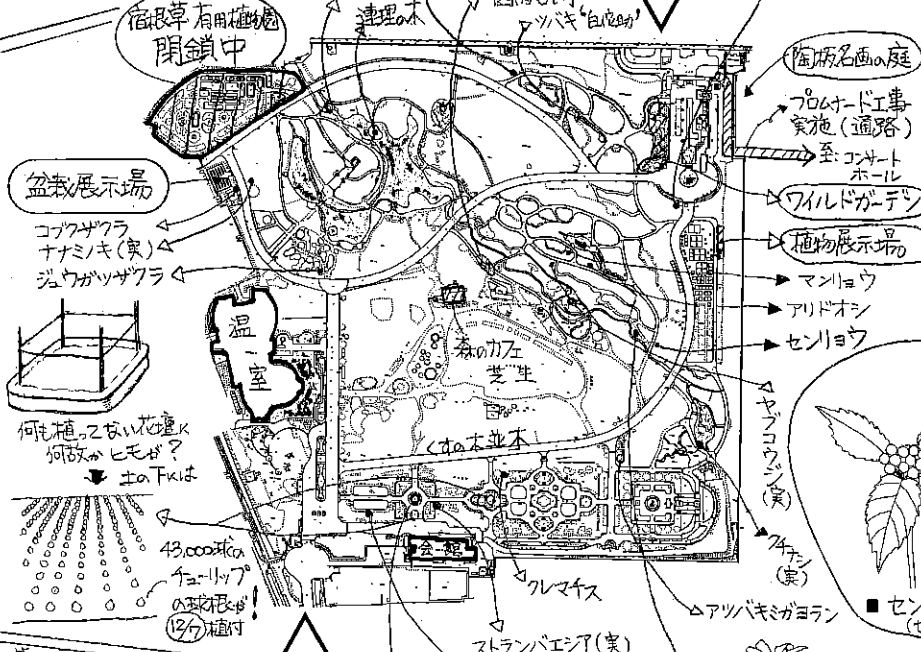 宿根草 有用植物園
閉鎖中
連理の木
ツバキ"白侘助"
陶板名画の庭
プロムナード工事
実施(通路)
至:コンサート
ホール
ワイルドガーデン
植物展示場
マンリョウ
アリドオシ
センリョウ
ヤブコウジ(実)
クチナシ
(実)
アツバキミガヨラン
■ セン
盆栽展示場
コブクザクラ
ナナミノキ(実)
ジュウガツザクラ
温
室
森のカフェ
芝生
くすの木並木
会館
クレマチス
ストランバエシア(実)
何も植ってない花壇に
何故かヒモが?
土の下には
43,000球の
チューリップ
の球根が!
12/7 植付